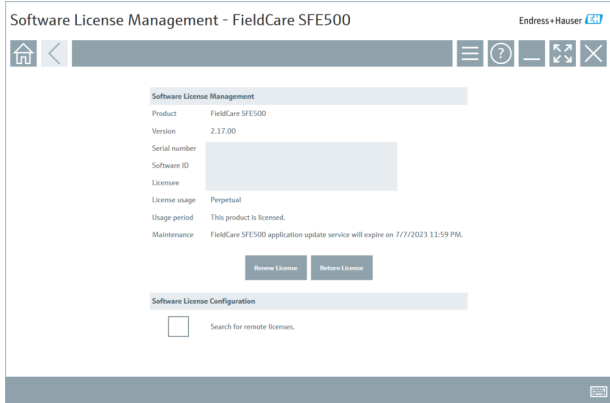 Software License Management - FieldCare SFE500
Endress+Hauser EH
?
Software License Management
Product FieldCare SFE500
Version 2.17.00
Serial number
Software ID
Licensee
License usage Perpetual
Usage period This product is licensed.
Maintenance FieldCare SFE500 application update service will expire on 7/7/2023 11:59 PM.
Renew License Return License
Software License Configuration
Search for remote licenses.